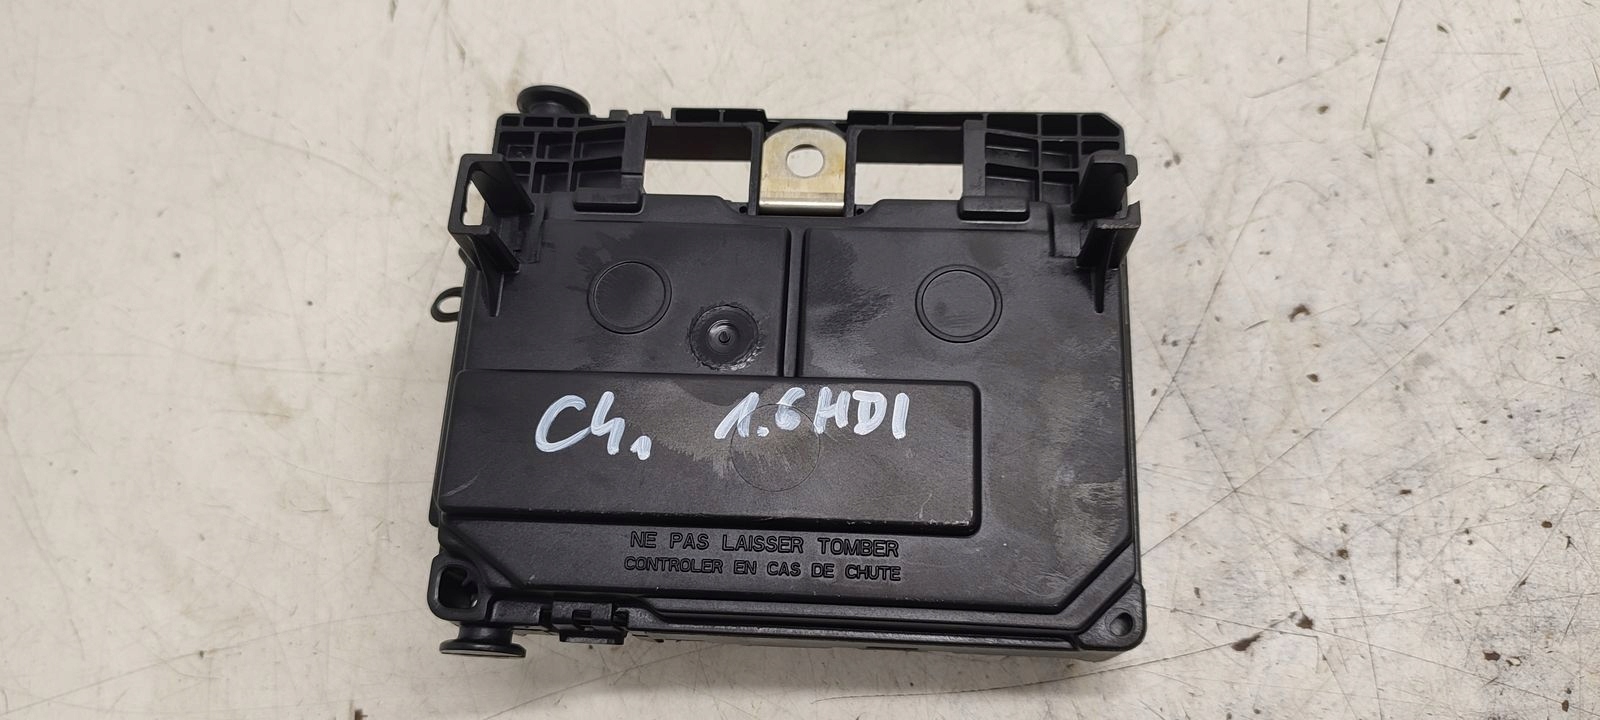 C4. 1.6HDI
NE PAS LAISSER TOMBER
CONTROLER EN CAS DE CHUTE